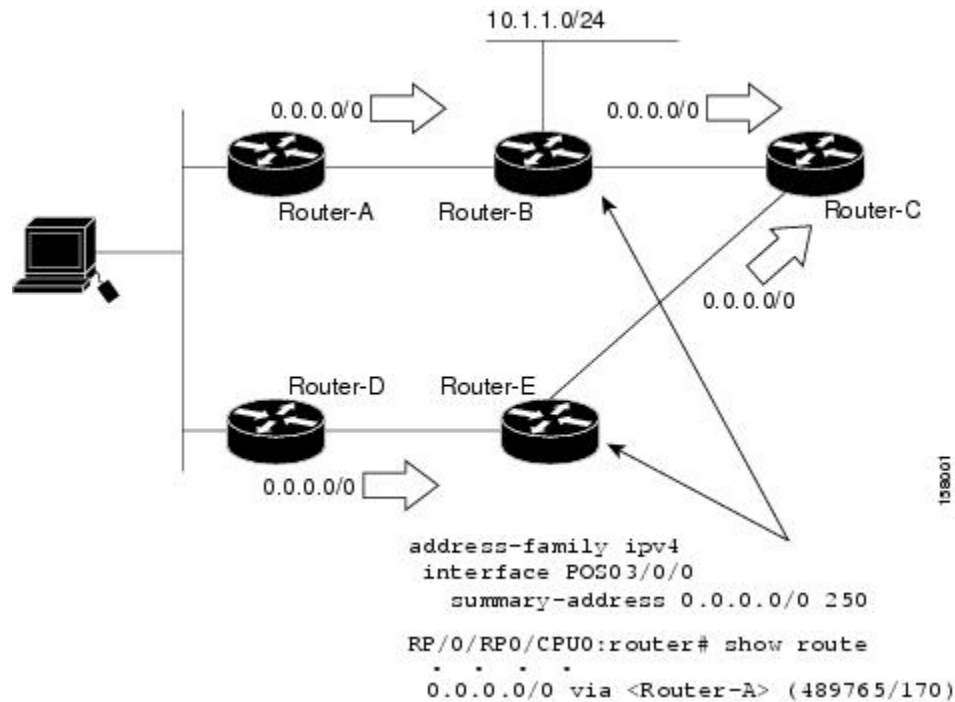 10.1.1.0/24
0.0.0.0/0
0.0.0.0/0
Router-A
Router-B
Router-C
0.0.0.0/0
Router-D
Router-E
0.0.0.0/0
158001
address-family ipv4
interface POS03/0/0
summary-address 0.0.0.0/0 250
RP/0/RP0/CPU0:router# show route
. . . .
0.0.0.0/0 via <Router-A> (489765/170)